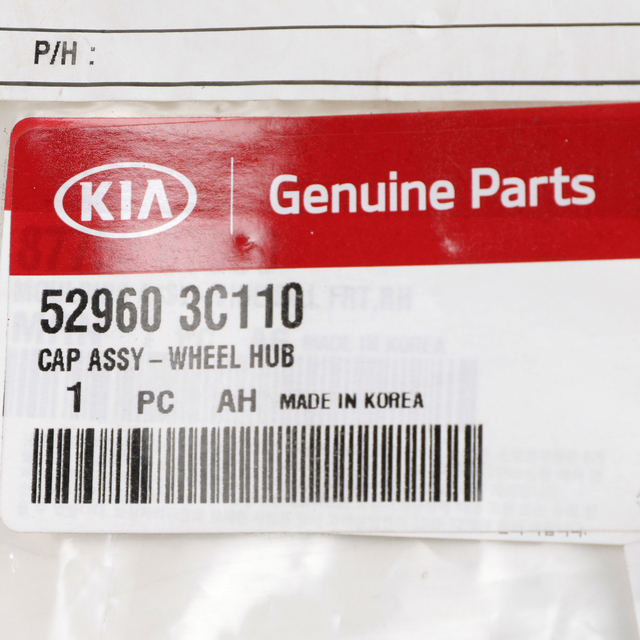 P/H :
KIA Genuine Parts
52960 3C110
CAP ASSY – WHEEL HUB
1 PC AH MADE IN KOREA